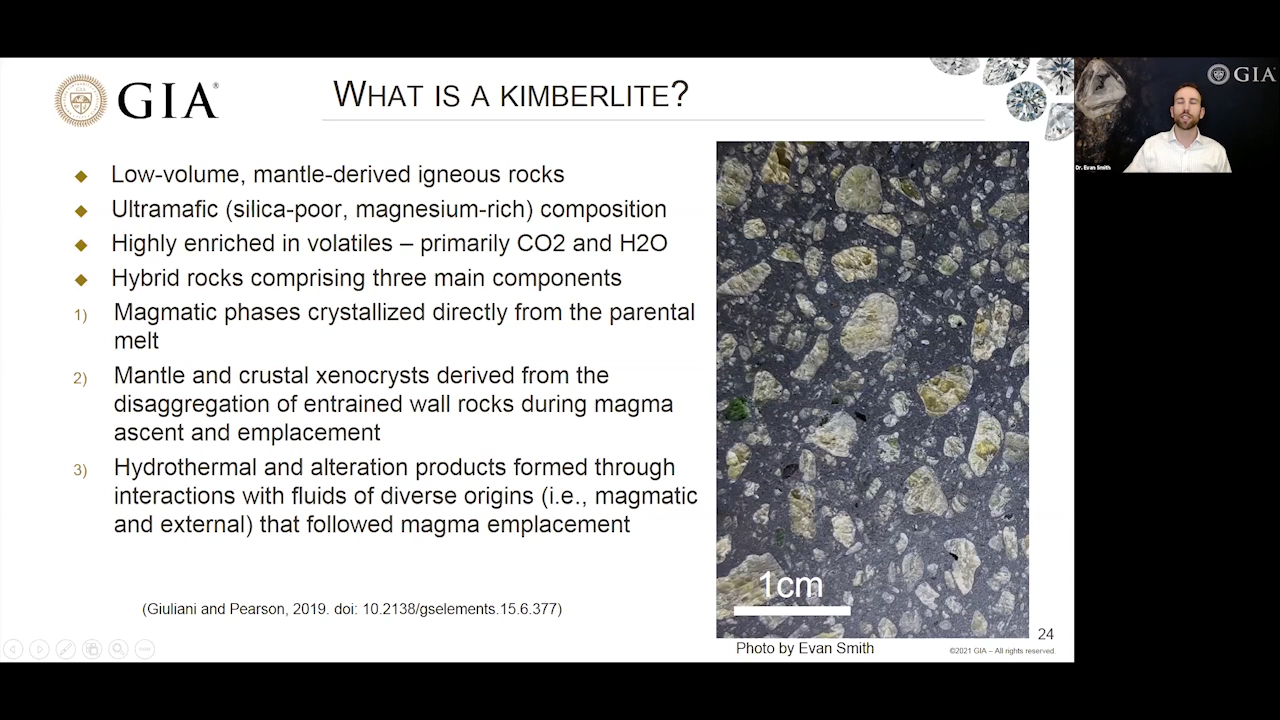 GIA®
WHAT IS A KIMBERLITE?
GIA
Dr. Evan Smith
Low-volume, mantle-derived igneous rocks
Ultramafic (silica-poor, magnesium-rich) composition
Highly enriched in volatiles – primarily CO2 and H2O
Hybrid rocks comprising three main components
1) Magmatic phases crystallized directly from the parental
melt
2) Mantle and crustal xenocrysts derived from the
disaggregation of entrained wall rocks during magma
ascent and emplacement
3) Hydrothermal and alteration products formed through
interactions with fluids of diverse origins (i.e., magmatic
and external) that followed magma emplacement
1cm
(Giuliani and Pearson, 2019. doi: 10.2138/gselements.15.6.377)
Photo by Evan Smith
24
©2021 GIA – All rights reserved.